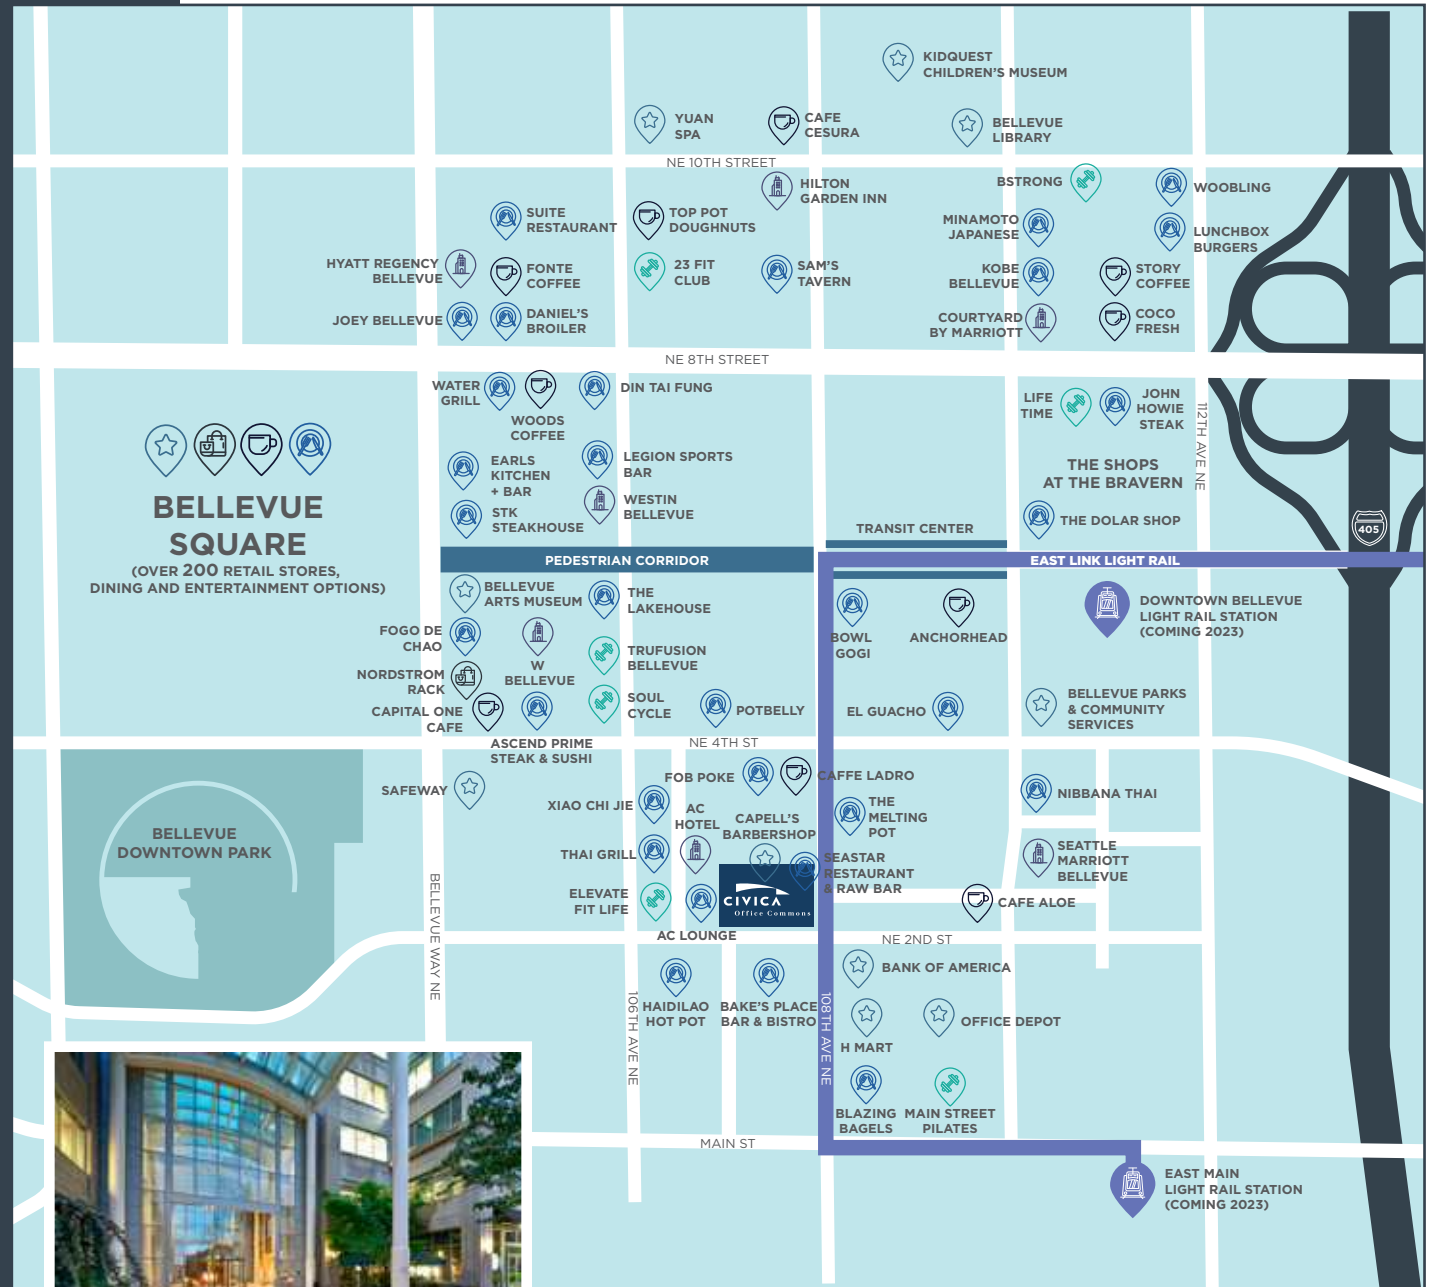 KIDQUEST
CHILDREN'S MUSEUM
YUAN
SPA
CAFE
CESURA
BELLEVUE
LIBRARY
NE 10TH STREET
HILTON
GARDEN INN
BSTRONG
WOOBLING
SUITE
RESTAURANT
TOP POT
DOUGHNUTS
MINAMOTO
JAPANESE
LUNCHBOX
BURGERS
HYATT REGENCY
BELLEVUE
FONTE
COFFEE
23 FIT
CLUB
SAM'S
TAVERN
KOBE
BELLEVUE
STORY
COFFEE
JOEY BELLEVUE
DANIEL'S
BROILER
COURTYARD
BY MARRIOTT
COCO
FRESH
NE 8TH STREET
WATER
GRILL
WOODS
COFFEE
DIN TAI FUNG
LIFE
TIME
JOHN
HOWIE
STEAK
112TH AVE NE
EARLS
KITCHEN
+ BAR
LEGION SPORTS
BAR
THE SHOPS
AT THE BRAVERN
BELLEVUE
SQUARE
(OVER 200 RETAIL STORES,
DINING AND ENTERTAINMENT OPTIONS)
STK
STEAKHOUSE
WESTIN
BELLEVUE
TRANSIT CENTER
THE DOLAR SHOP
405
PEDESTRIAN CORRIDOR
EAST LINK LIGHT RAIL
BELLEVUE
ARTS MUSEUM
THE
LAKEHOUSE
DOWNTOWN BELLEVUE
LIGHT RAIL STATION
(COMING 2023)
FOGO DE
CHAO
W
BELLEVUE
TRUFUSION
BELLEVUE
BOWL
GOGI
ANCHORHEAD
NORDSTROM
RACK
CAPITAL ONE
CAFE
SOUL
CYCLE
POTBELLY
EL GUACHO
BELLEVUE PARKS
& COMMUNITY
SERVICES
ASCEND PRIME
STEAK & SUSHI
NE 4TH ST
SAFEWAY
FOB POKE
CAFFE LADRO
XIAO CHI JIE
AC
HOTEL
CAPELL'S
BARBERSHOP
THE
MELTING
POT
NIBBANA THAI
BELLEVUE
DOWNTOWN PARK
THAI GRILL
SEASTAR
RESTAURANT
& RAW BAR
SEATTLE
MARRIOTT
BELLEVUE
BELLEVUE WAY NE
ELEVATE
FIT LIFE
CIVICA
Office Commons
CAFE ALOE
AC LOUNGE
NE 2ND ST
BANK OF AMERICA
106TH AVE NE
HAIDILAO
HOT POT
BAKE'S PLACE
BAR & BISTRO
108TH AVE NE
H MART
OFFICE DEPOT
BLAZING
BAGELS
MAIN STREET
PILATES
MAIN ST
EAST MAIN
LIGHT RAIL STATION
(COMING 2023)